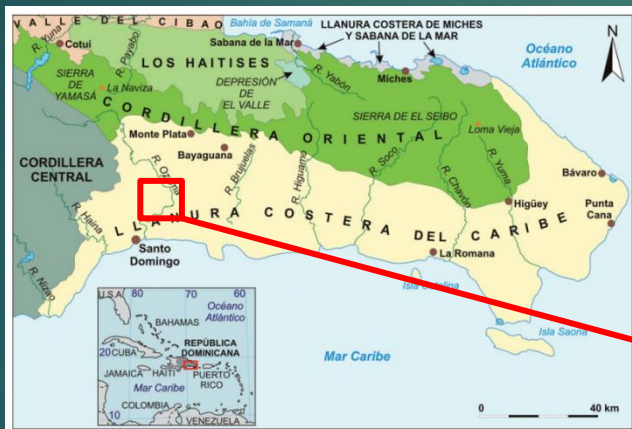 VALLE DEL CIBAO
Bahía de Samaná
LLANURA COSTERA DE MICHES
Y SABANA DE LA MAR
Océano
Atlántico
N
R. Yuna
Cotuí
R. Payabo
Sabana de la Mar
LOS HAITISES
R. Yabón
Miches
SIERRA
DE
YAMASÁ
La Naviza
DEPRESIÓN
DE
EL VALLE
SIERRA DE EL SEIBO
Loma Vieja
CORDILLERA ORIENTAL
Monte Plata
Bayaguana
CORDILLERA
CENTRAL
R. Ozama
R. Brujuelas
R. Higuamo
R. Soco
R. Chavón
R. Yuma
Bávaro
Higüey
Punta
Cana
R. Haina
LLANURA COSTERA DEL CARIBE
Santo
Domingo
La Romana
R. Nizao
Isla Catalina
Isla Saona
Mar Caribe
80 70 60
U.S.A.
Océano
Atlántico
BAHAMAS
20
CUBA
REPÚBLICA
DOMINICANA
JAMAICA
HAITÍ
PUERTO
RICO
Mar Caribe
COLOMBIA
10
VENEZUELA
0 40 km